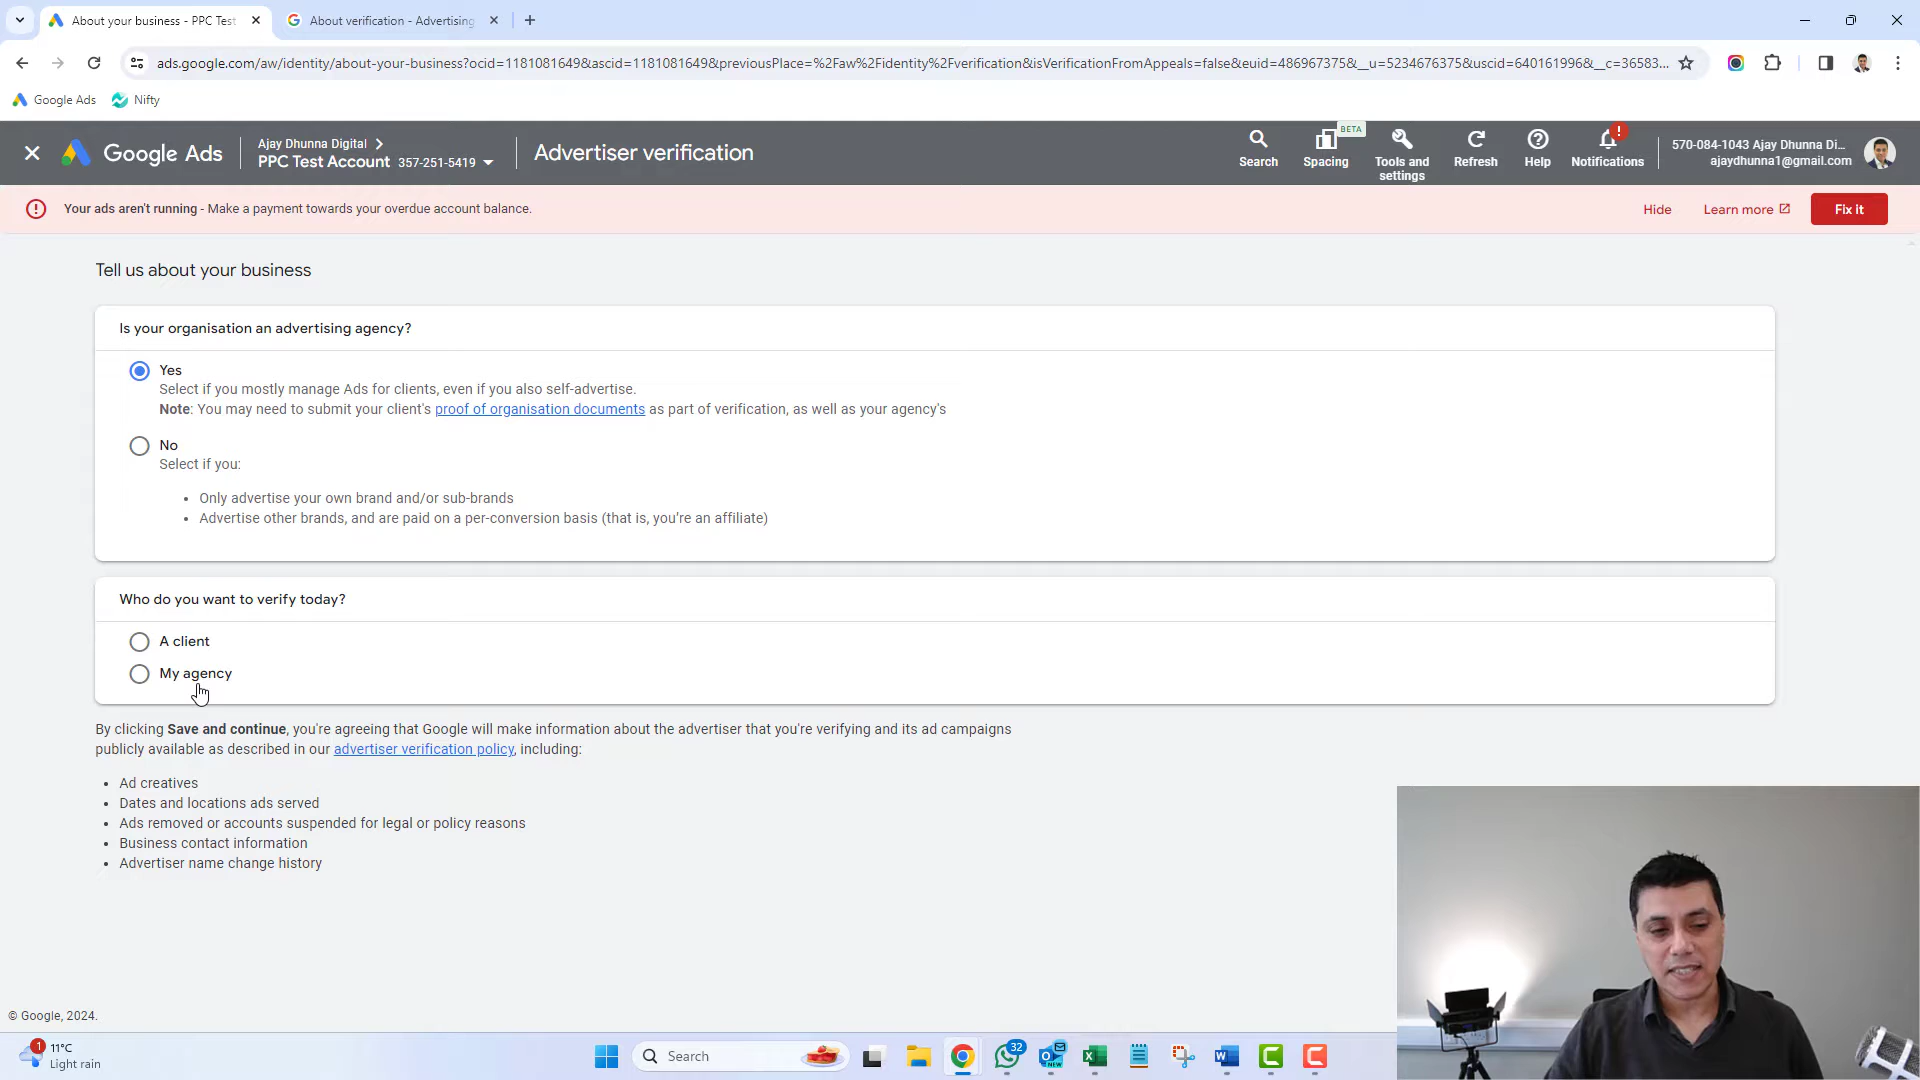 About your business - PPC Test
About verification - Advertising
ads.google.com/aw/identity/about-your-business?ocid=1181081649&ascid=1181081649&previousPlace=%2Faw%2Fidentity%2Fverification&isVerificationFromAppeals=false&euid=486967375&__u=5234676375&uscid=640161996&__c=36583...
Google Ads
Nifty
Google Ads
Ajay Dhunna Digital
PPC Test Account 357-251-5419
Advertiser verification
Search
BETA
Spacing
Tools and
settings
Refresh
Help
!
Notifications
570-084-1043 Ajay Dhunna Di...
ajaydhunna1@gmail.com
Your ads aren't running - Make a payment towards your overdue account balance.
Hide
Learn more
Fix it
Tell us about your business
Is your organisation an advertising agency?
Yes
Select if you mostly manage Ads for clients, even if you also self-advertise.
Note: You may need to submit your client's proof of organisation documents as part of verification, as well as your agency's
No
Select if you:
• Only advertise your own brand and/or sub-brands
• Advertise other brands, and are paid on a per-conversion basis (that is, you're an affiliate)
Who do you want to verify today?
A client
My agency
By clicking Save and continue, you're agreeing that Google will make information about the advertiser that you're verifying and its ad campaigns
publicly available as described in our advertiser verification policy, including:
• Ad creatives
• Dates and locations ads served
• Ads removed or accounts suspended for legal or policy reasons
• Business contact information
• Advertiser name change history
© Google, 2024.
1
11°C
Light rain
Search
32
NEW